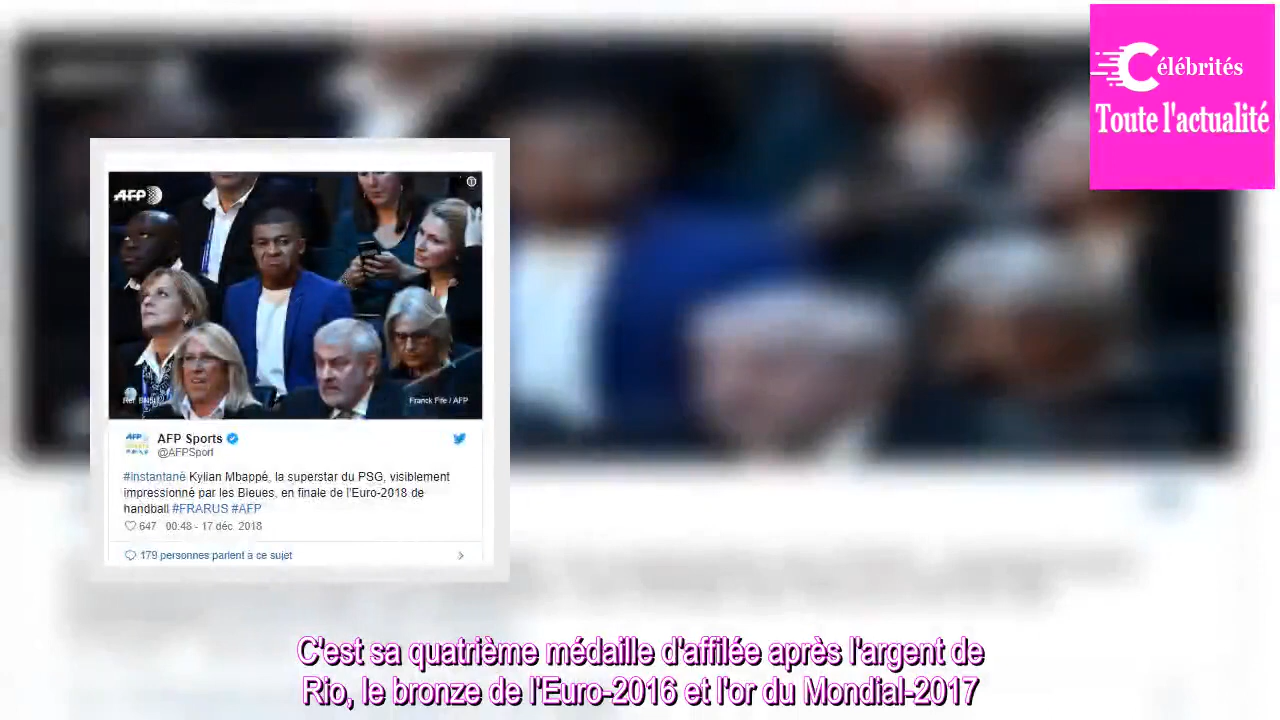 Célébrités
Toute l'actualité
AFP
Franck Fife / AFP
AFP Sports
@AFPSport
#instantané Kylian Mbappé, la superstar du PSG, visiblement
impressionné par les Bleues, en finale de l'Euro-2018 de
handball #FRARUS #AFP
647 00:48 - 17 déc. 2018
179 personnes parlent à ce sujet
C'est sa quatrième médaille d'affilée après l'argent de
Rio, le bronze de l'Euro-2016 et l'or du Mondial-2017